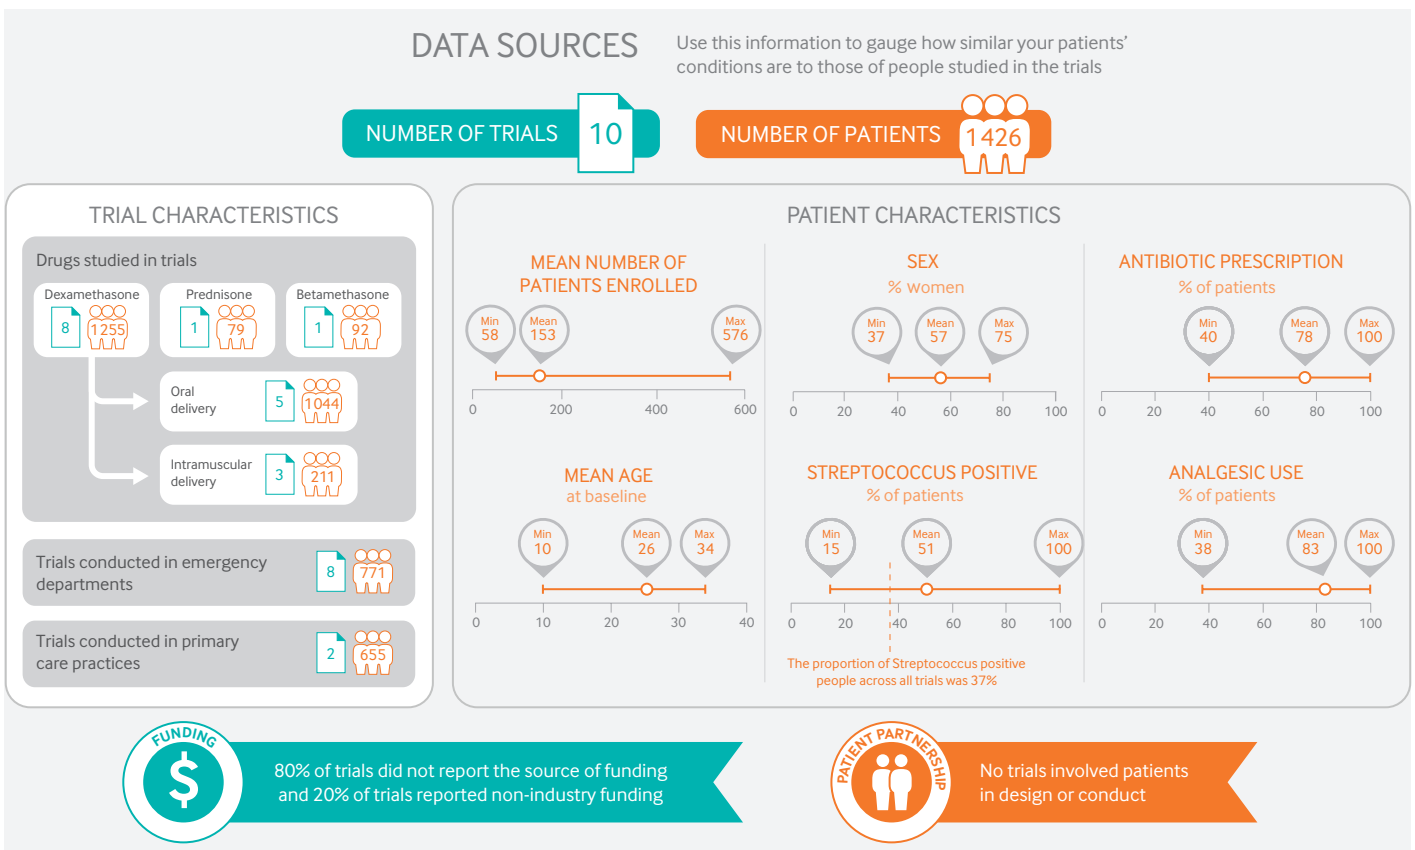 DATA SOURCES
Use this information to gauge how similar your patients'
conditions are to those of people studied in the trials
NUMBER OF TRIALS 10
NUMBER OF PATIENTS 1426
TRIAL CHARACTERISTICS
Drugs studied in trials
Dexamethasone
8 1255
Prednisone
1 79
Betamethasone
1 92
Oral
delivery
5 1044
Intramuscular
delivery
3 211
Trials conducted in emergency
departments
8 771
Trials conducted in primary
care practices
2 655
PATIENT CHARACTERISTICS
MEAN NUMBER OF
PATIENTS ENROLLED
Min
58
Mean
153
Max
576
0 200 400 600
SEX
% women
Min
37
Mean
57
Max
75
0 20 40 60 80 100
ANTIBIOTIC PRESCRIPTION
% of patients
Min
40
Mean
78
Max
100
0 20 40 60 80 100
MEAN AGE
at baseline
Min
10
Mean
26
Max
34
0 10 20 30 40
STREPTOCOCCUS POSITIVE
% of patients
Min
15
Mean
51
Max
100
0 20 40 60 80 100
The proportion of Streptococcus positive
people across all trials was 37%
ANALGESIC USE
% of patients
Min
38
Mean
83
Max
100
0 20 40 60 80 100
FUNDING
$
80% of trials did not report the source of funding
and 20% of trials reported non-industry funding
PATIENT PARTNERSHIP
No trials involved patients
in design or conduct